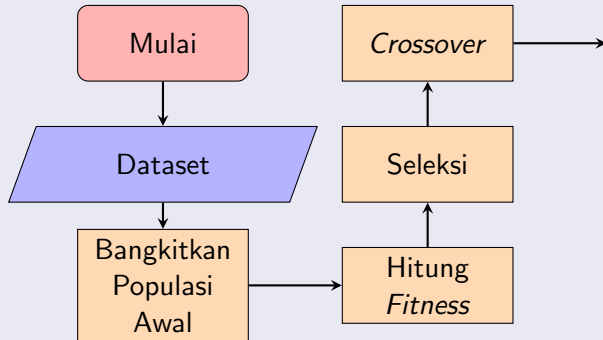 Mulai
Dataset
Bangkitkan
Populasi
Awal
Hitung
Fitness
Seleksi
Crossover